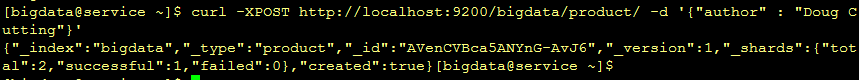 [bigdata@service ~]$ curl -XPOST http://localhost:9200/bigdata/product/ -d '{"author" : "Doug C
utting"}'
{"_index":"bigdata","_type":"product","_id":"AVenCVBca5ANYnG-AvJ6","_version":1,"_shards":{"tot
al":2,"successful":1,"failed":0},"created":true}[bigdata@service ~]$